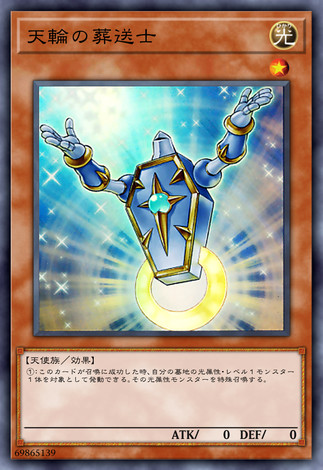 天輪の葬送士
光
【天使族/効果】
①:このカードが召喚に成功した時、自分の墓地の光属性・レベル1モンスター
1体を対象として発動できる。その光属性モンスターを特殊召喚する。
ATK/ 0 DEF/ 0
69865139